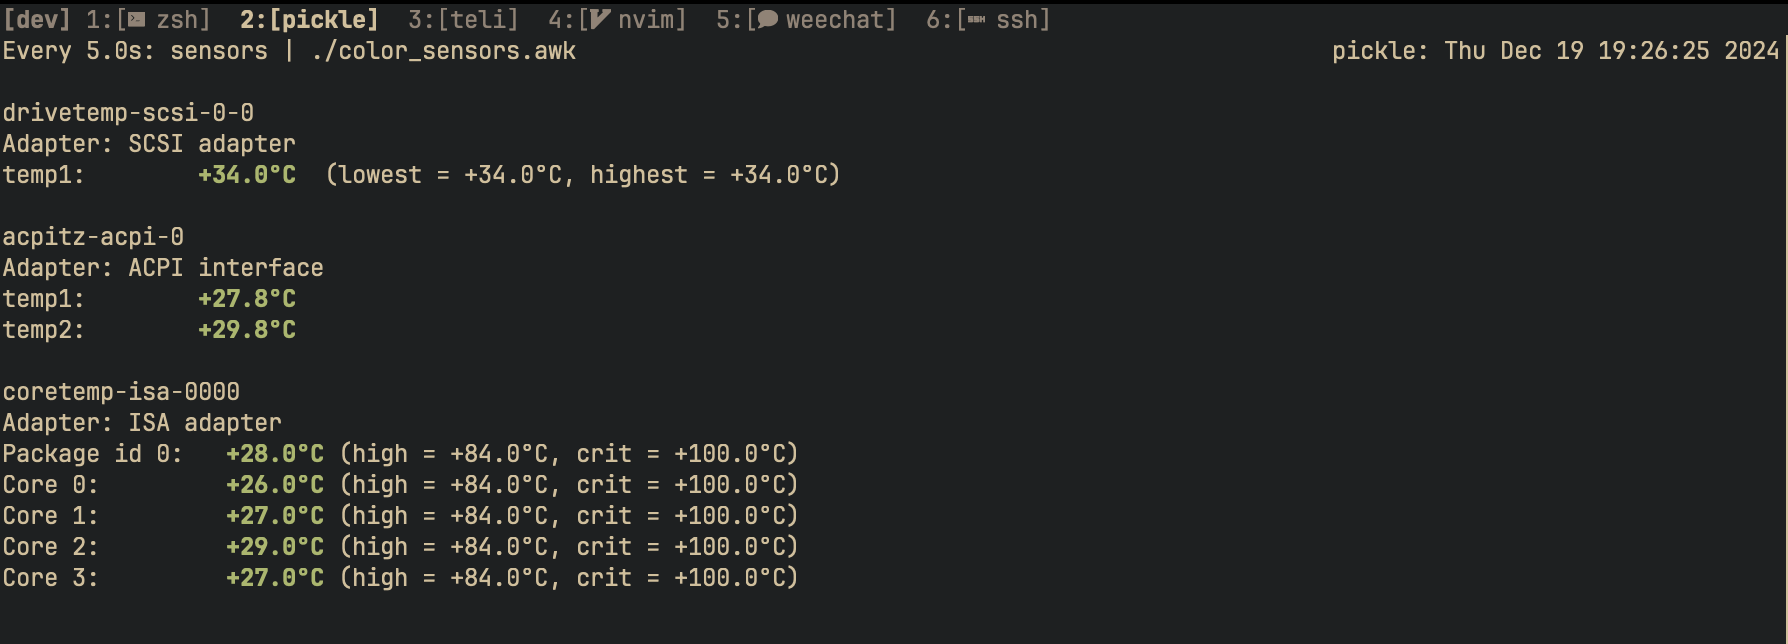 [dev] 1:[ zsh] 2:[pickle] 3:[teli] 4:[ nvim] 5:[ weechat] 6:[ ssh]
Every 5.0s: sensors | ./color_sensors.awk pickle: Thu Dec 19 19:26:25 2024
drivetemp-scsi-0-0
Adapter: SCSI adapter
temp1: +34.0°C (lowest = +34.0°C, highest = +34.0°C)
acpitz-acpi-0
Adapter: ACPI interface
temp1: +27.8°C
temp2: +29.8°C
coretemp-isa-0000
Adapter: ISA adapter
Package id 0: +28.0°C (high = +84.0°C, crit = +100.0°C)
Core 0: +26.0°C (high = +84.0°C, crit = +100.0°C)
Core 1: +27.0°C (high = +84.0°C, crit = +100.0°C)
Core 2: +29.0°C (high = +84.0°C, crit = +100.0°C)
Core 3: +27.0°C (high = +84.0°C, crit = +100.0°C)